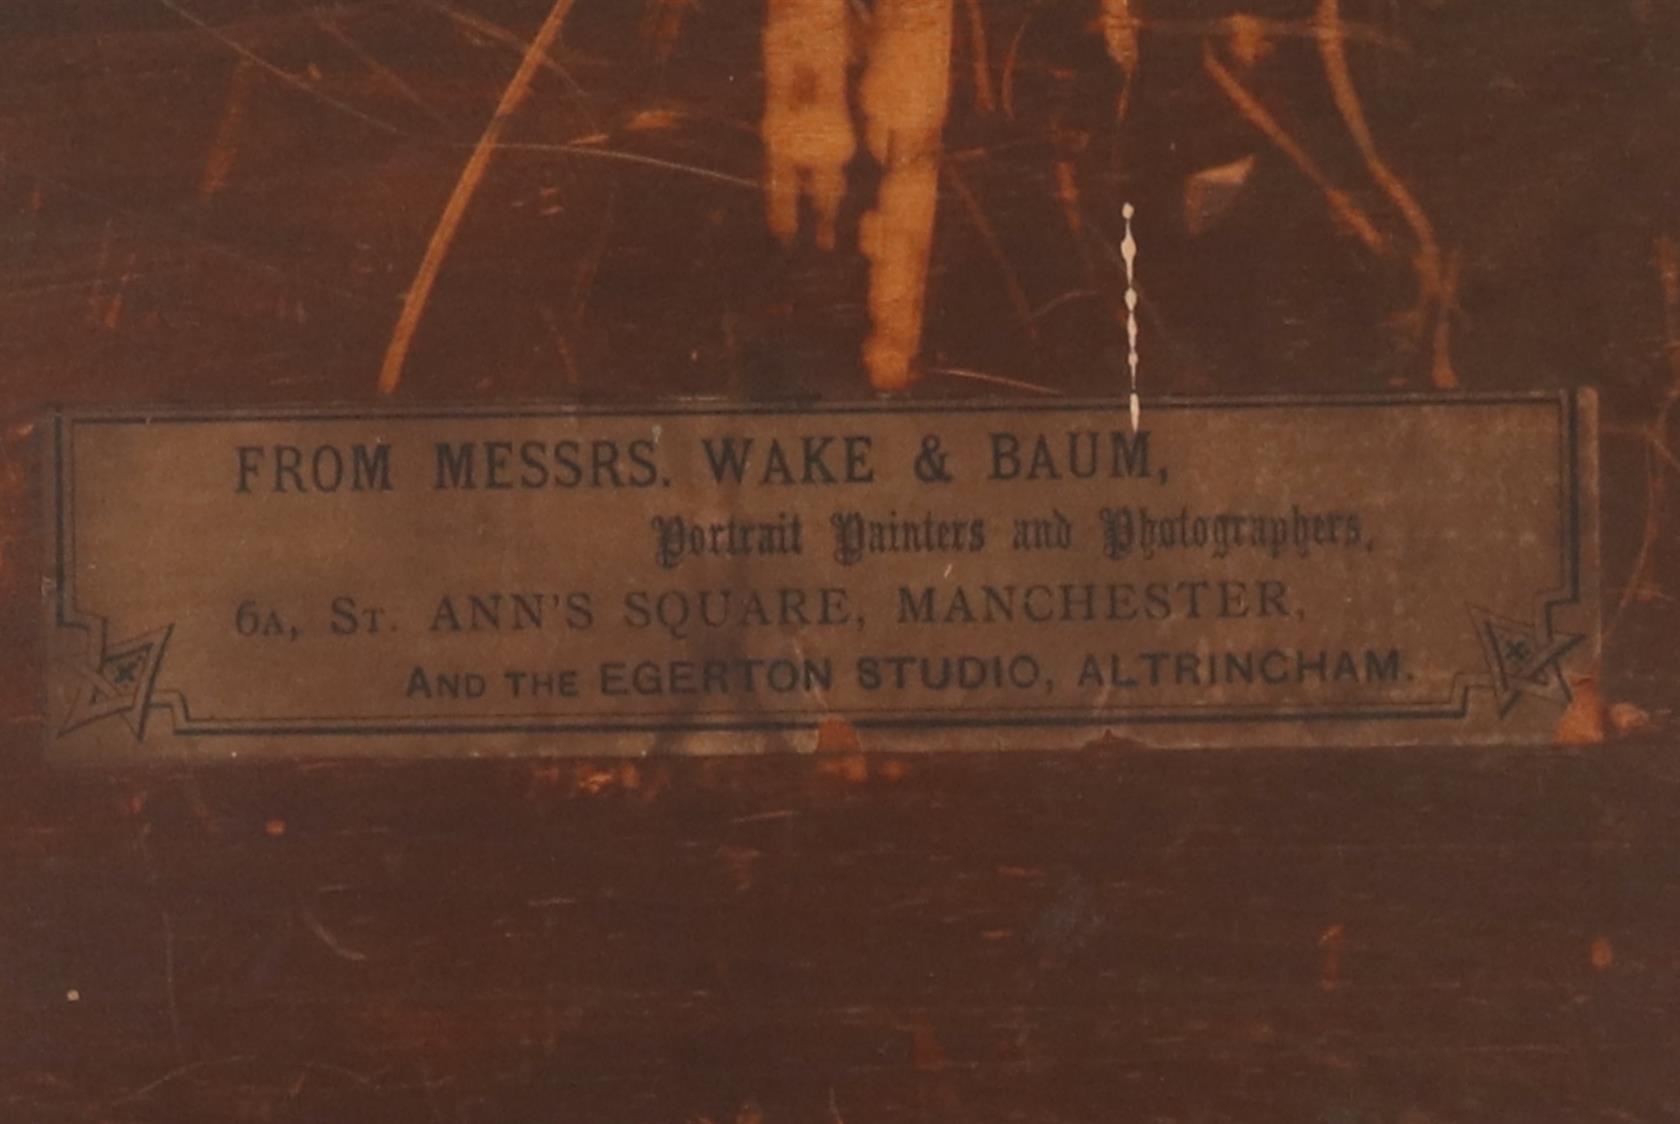 FROM MESSRS. WAKE & BAUM,
Portrait Painters and Photographers,
6A, ST. ANN'S SQUARE, MANCHESTER,
AND THE EGERTON STUDIO, ALTRINCHAM.